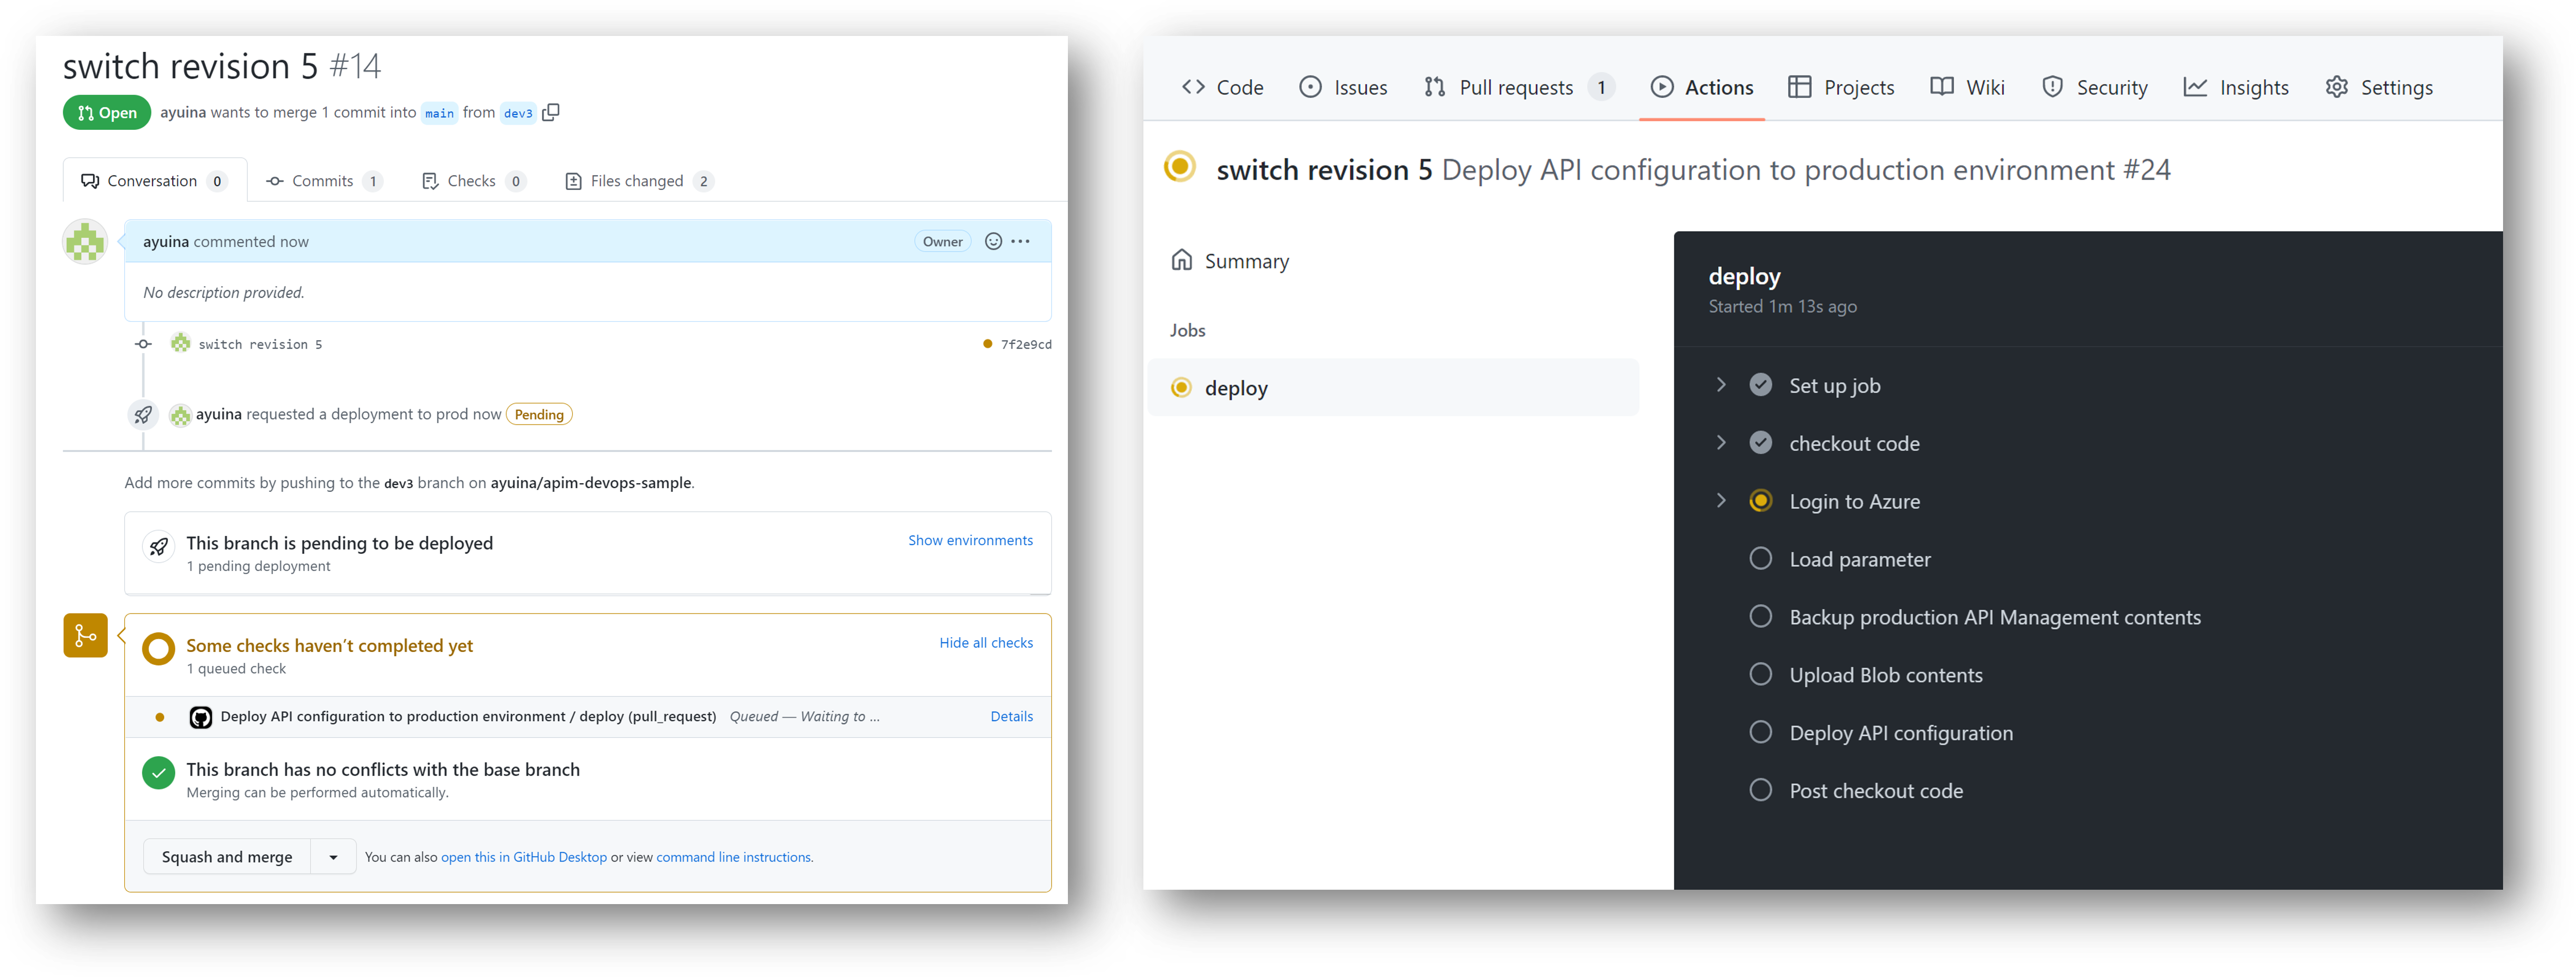 switch revision 5 #14
Open ayuina wants to merge 1 commit into main from dev3
Conversation 0 Commits 1 Checks 0 Files changed 2
ayuina commented now Owner
No description provided.
switch revision 5 7f2e9cd
ayuina requested a deployment to prod now Pending
Add more commits by pushing to the dev3 branch on ayuina/apim-devops-sample.
This branch is pending to be deployed Show environments
1 pending deployment
Some checks haven't completed yet Hide all checks
1 queued check
Deploy API configuration to production environment / deploy (pull_request) Queued — Waiting to ... Details
This branch has no conflicts with the base branch
Merging can be performed automatically.
Squash and merge You can also open this in GitHub Desktop or view command line instructions.
Code Issues Pull requests 1 Actions Projects Wiki Security Insights Settings
switch revision 5 Deploy API configuration to production environment #24
Summary
Jobs
deploy
deploy
Started 1m 13s ago
Set up job
checkout code
Login to Azure
Load parameter
Backup production API Management contents
Upload Blob contents
Deploy API configuration
Post checkout code